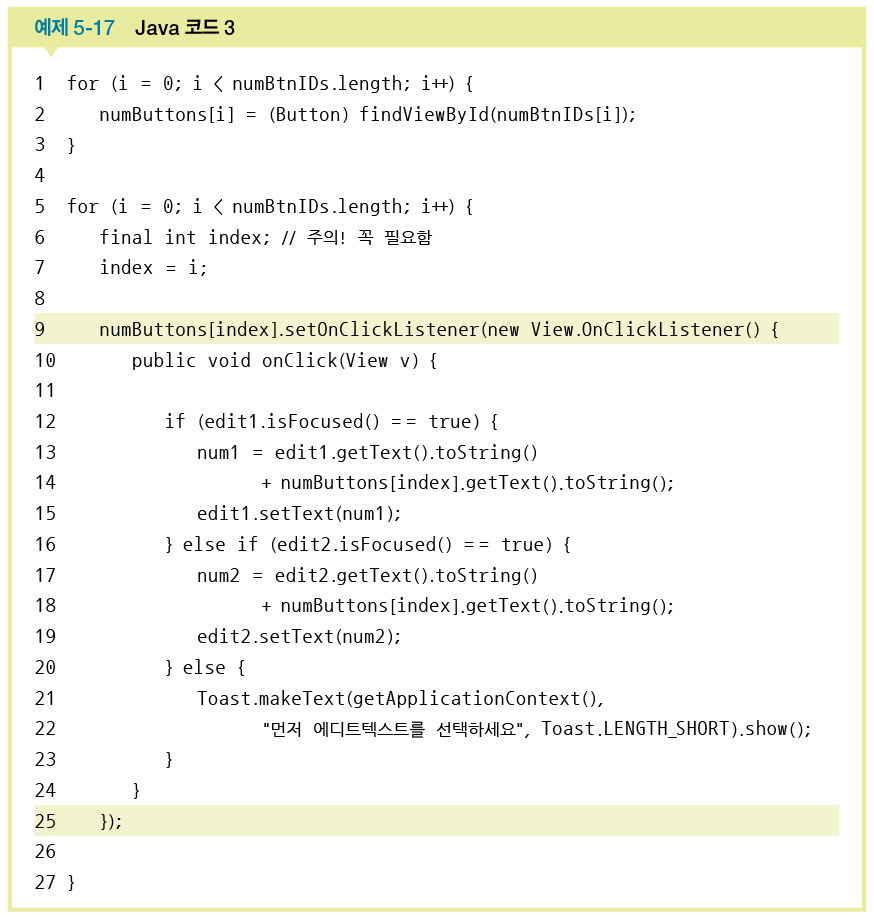 예제 5-17 Java 코드 3
1 for (i = 0; i < numBtnIDs.length; i++) {
2 numButtons[i] = (Button) findViewById(numBtnIDs[i]);
3 }
4
5 for (i = 0; i < numBtnIDs.length; i++) {
6 final int index; // 주의! 꼭 필요함
7 index = i;
8
9 numButtons[index].setOnClickListener(new View.OnClickListener() {
10 public void onClick(View v) {
11
12 if (edit1.isFocused() == true) {
13 num1 = edit1.getText().toString()
14 + numButtons[index].getText().toString();
15 edit1.setText(num1);
16 } else if (edit2.isFocused() == true) {
17 num2 = edit2.getText().toString()
18 + numButtons[index].getText().toString();
19 edit2.setText(num2);
20 } else {
21 Toast.makeText(getApplicationContext(),
22 "먼저 에디트텍스트를 선택하세요", Toast.LENGTH_SHORT).show();
23 }
24 }
25 });
26
27 }